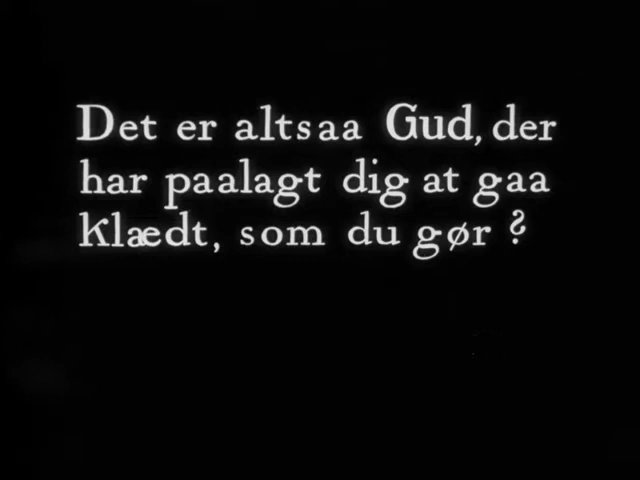 Det er altsaa Gud, der
har paalagt dig at gaa
klædt, som du gør?